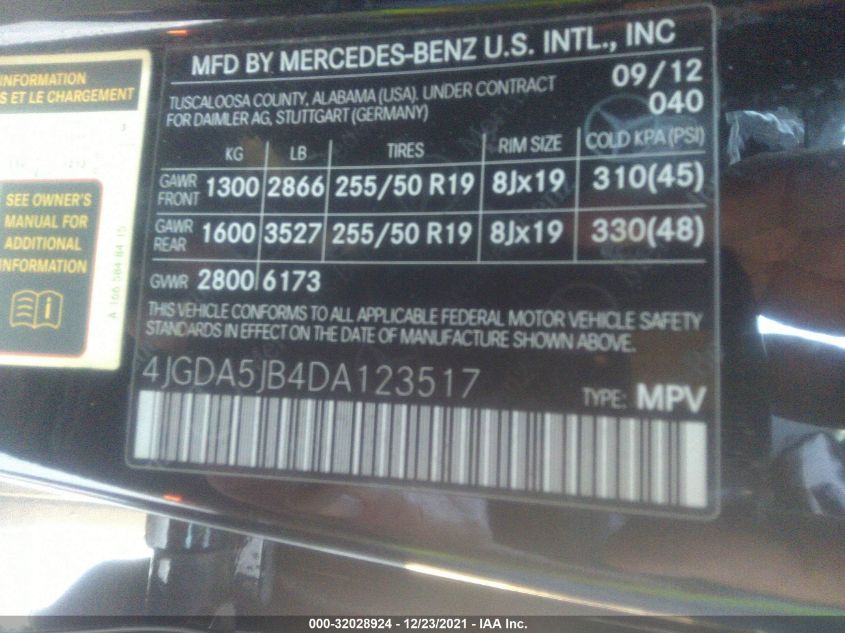 INFORMATION
S ET LE CHARGEMENT
SEE OWNER'S
MANUAL FOR
ADDITIONAL
INFORMATION
A 166 584 84 15
MFD BY MERCEDES-BENZ U.S. INTL., INC
TUSCALOOSA COUNTY, ALABAMA (USA). UNDER CONTRACT
FOR DAIMLER AG, STUTTGART (GERMANY)
09/12
040
KG LB TIRES RIM SIZE COLD KPA (PSI)
GAWR FRONT 1300 2866 255/50 R19 8Jx19 310(45)
GAWR REAR 1600 3527 255/50 R19 8Jx19 330(48)
GVWR 2800 6173
THIS VEHICLE CONFORMS TO ALL APPLICABLE FEDERAL MOTOR VEHICLE SAFETY
STANDARDS IN EFFECT ON THE DATE OF MANUFACTURE SHOWN ABOVE.
4JGDA5JB4DA123517
TYPE: MPV
000-32028924 - 12/23/2021 - IAA Inc.